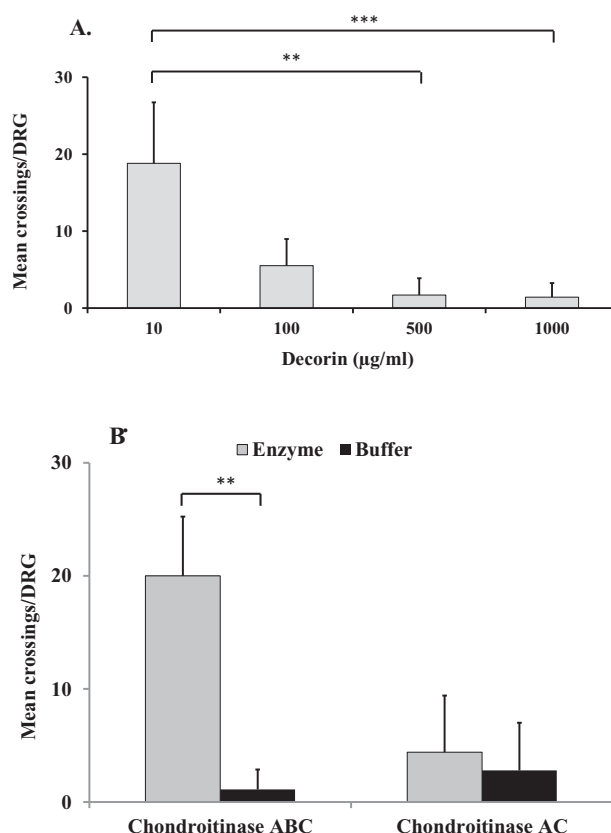 A.
***
**
30
20
10
0
Mean crossings/DRG
10 100 500 1000
Decorin (µg/ml)
B.
Enzyme Buffer
30
**
20
10
0
Mean crossings/DRG
Chondroitinase ABC Chondroitinase AC